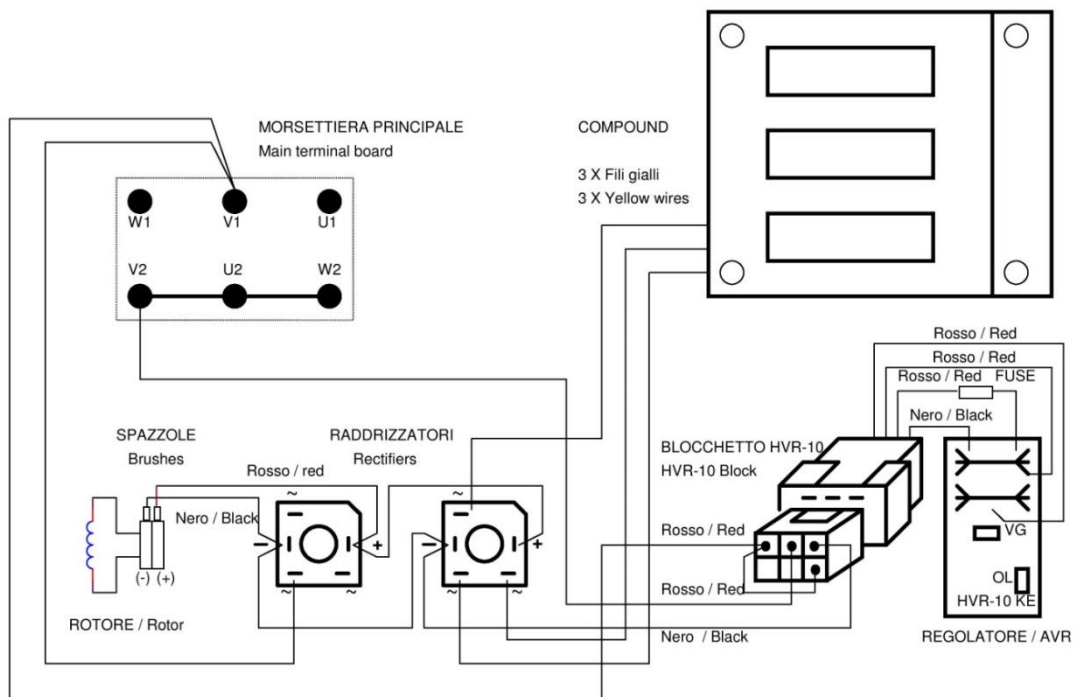 MORSETTIERA PRINCIPALE
Main terminal board
COMPOUND
3 X Fili gialli
3 X Yellow wires
W1
V1
U1
V2
U2
W2
Rosso / Red
Rosso / Red
Rosso / Red
FUSE
Nero / Black
SPAZZOLE
Brushes
RADDRIZZATORI
Rectifiers
BLOCCHETTO HVR-10
HVR-10 Block
Rosso / red
Nero / Black
~
~
-
+
-
+
~
~
~
~
(-) (+)
Rosso / Red
Rosso / Red
Nero / Black
VG
OL
HVR-10 KE
ROTORE / Rotor
REGOLATORE / AVR